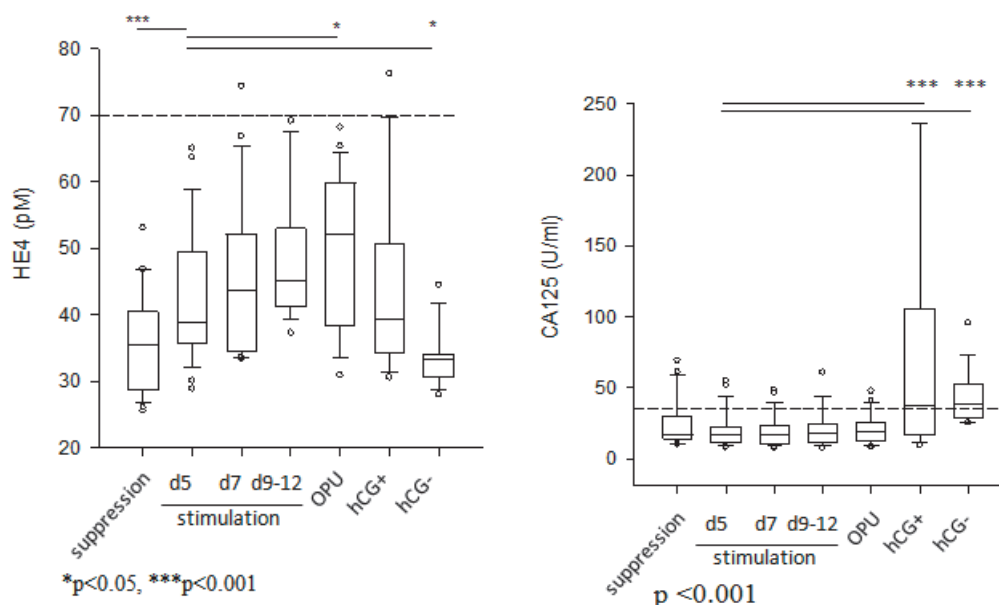 ***
*
*
80
70
60
50
40
30
20
HE4 (pM)
suppression
d5
d7
d9-12
OPU
hCG+
hCG-
stimulation
*p<0.05, ***p<0.001
***
***
250
200
150
100
50
0
CA125 (U/ml)
suppression
d5
d7
d9-12
OPU
hCG+
hCG-
stimulation
p <0.001